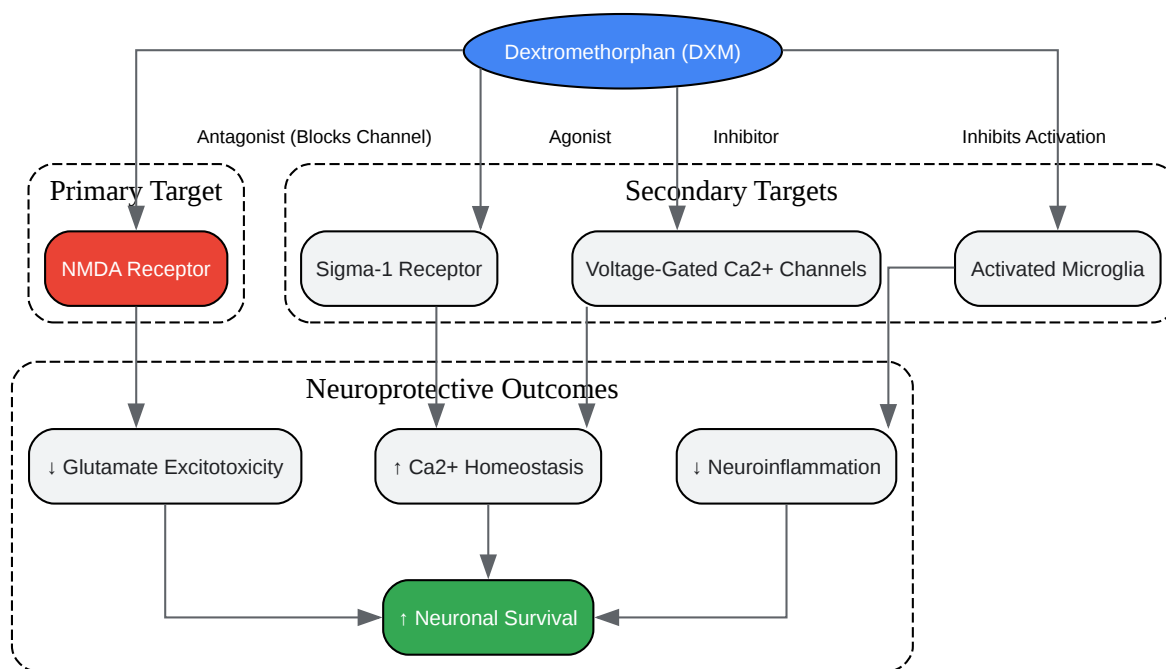 Dextromethorphan (DXM)
Antagonist (Blocks Channel)
Agonist
Inhibitor
Inhibits Activation
Primary Target
Secondary Targets
NMDA Receptor
Sigma-1 Receptor
Voltage-Gated Ca2+ Channels
Activated Microglia
Neuroprotective Outcomes
↓ Glutamate Excitotoxicity
↑ Ca2+ Homeostasis
↓ Neuroinflammation
↑ Neuronal Survival